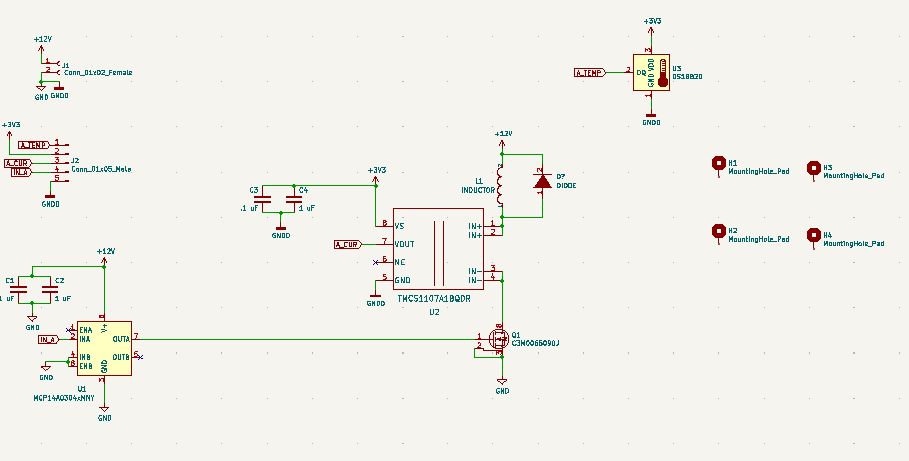 +3V3
+12V
1
J1
2
Conn_01x02_Female
GND
GNDD
3
A_TEMP
2
DQ
GND
VDD
U3
DS18B20
1
GNDD
+3V3
A_TEMP
1
2
A_CUR
3
J2
IN_A
4
Conn_01x05_Male
5
GNDD
+12V
H1
MountingHole_Pad
H3
MountingHole_Pad
+3V3
L1
INDUCTOR
D?
DIODE
C3
C4
.1 uF
1 uF
GNDD
8
VS
IN+
1
IN+
2
A_CUR
7
VOUT
6
NC
IN-
3
5
GND
IN-
4
GNDD
TMCS1107A1BQDR
U2
H2
MountingHole_Pad
H4
MountingHole_Pad
+12V
C1
C2
uF
1 uF
GND
V+
1
ENA
IN_A
2
INA
OUTA
7
4
INB
OUTB
5
8
ENB
GND
3
GND
U1
MCP14A0304xMNY
GND
1
2
Q1
C3M0065090J
GND